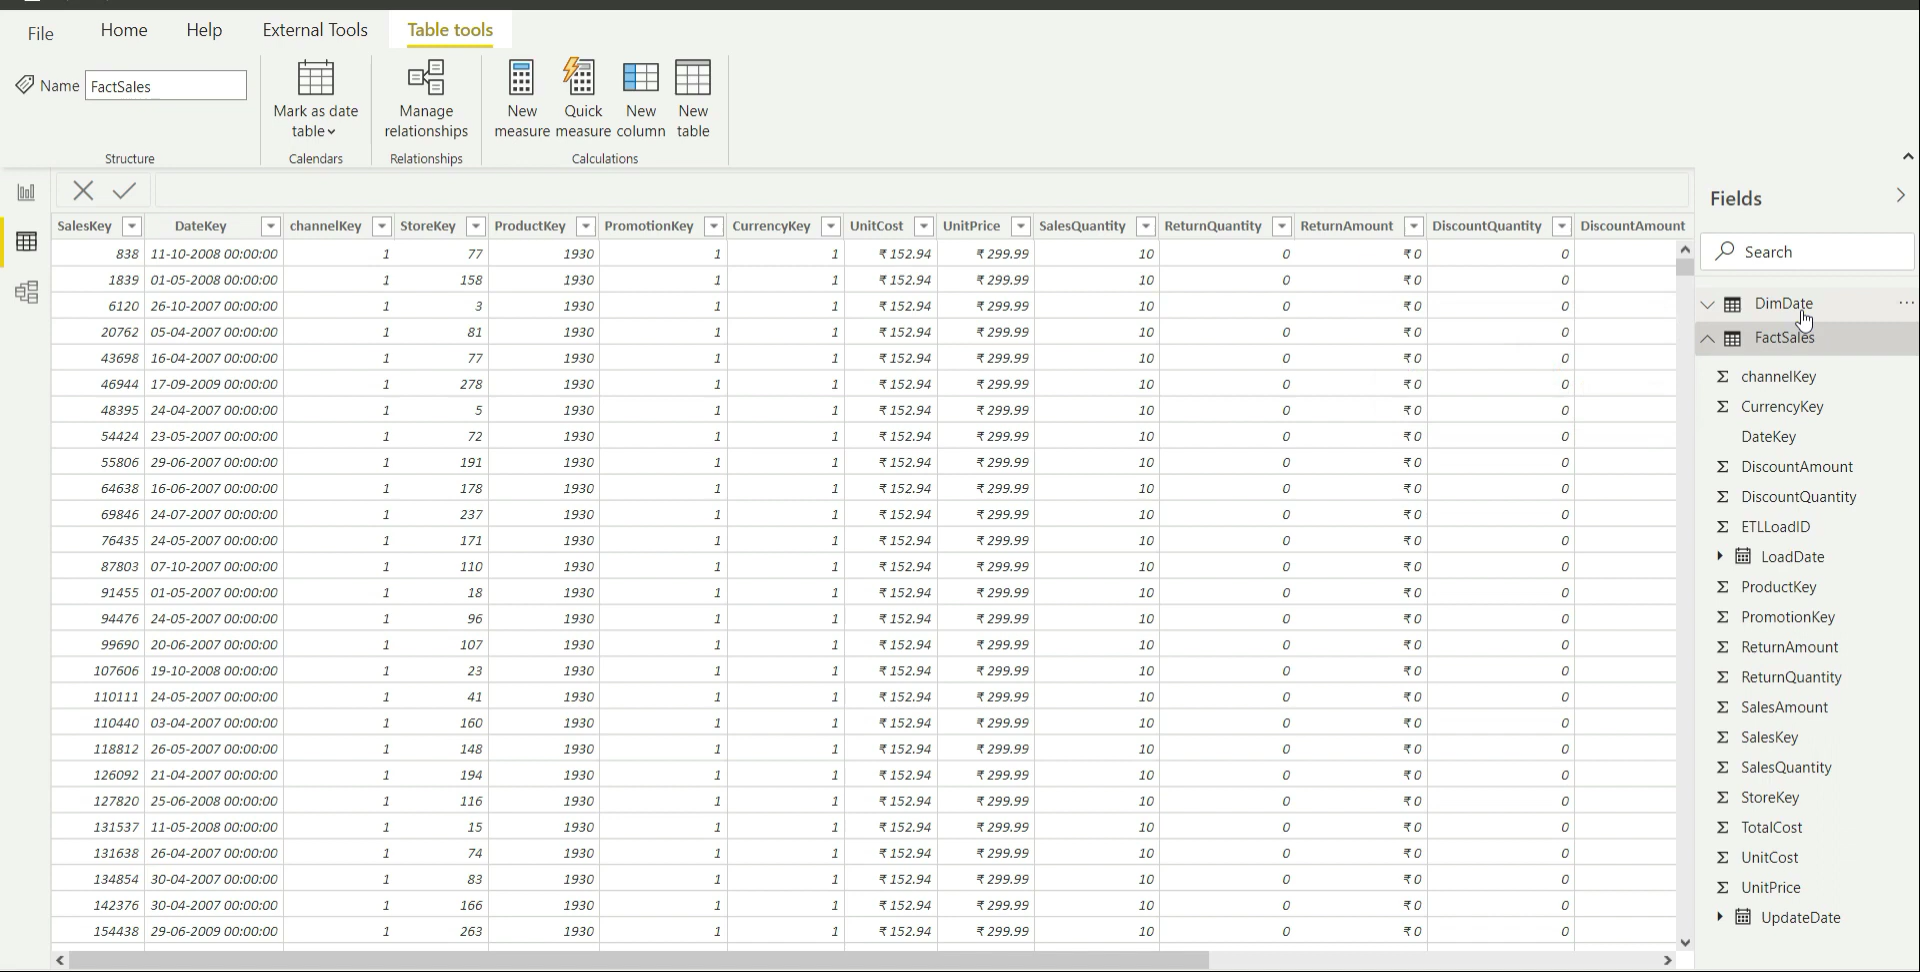 File Home Help External Tools Table tools
Name FactSales
Mark as date table
Manage relationships
New measure
Quick measure
New column
New table
Structure Calendars Relationships Calculations
SalesKey DateKey channelKey StoreKey ProductKey PromotionKey CurrencyKey UnitCost UnitPrice SalesQuantity ReturnQuantity ReturnAmount DiscountQuantity DiscountAmount
838 11-10-2008 00:00:00 1 77 1930 1 1 ₹ 152.94 ₹ 299.99 10 0 ₹ 0 0
1839 01-05-2008 00:00:00 1 158 1930 1 1 ₹ 152.94 ₹ 299.99 10 0 ₹ 0 0
6120 26-10-2007 00:00:00 1 3 1930 1 1 ₹ 152.94 ₹ 299.99 10 0 ₹ 0 0
20762 05-04-2007 00:00:00 1 81 1930 1 1 ₹ 152.94 ₹ 299.99 10 0 ₹ 0 0
43698 16-04-2007 00:00:00 1 77 1930 1 1 ₹ 152.94 ₹ 299.99 10 0 ₹ 0 0
46944 17-09-2009 00:00:00 1 278 1930 1 1 ₹ 152.94 ₹ 299.99 10 0 ₹ 0 0
48395 24-04-2007 00:00:00 1 5 1930 1 1 ₹ 152.94 ₹ 299.99 10 0 ₹ 0 0
54424 23-05-2007 00:00:00 1 72 1930 1 1 ₹ 152.94 ₹ 299.99 10 0 ₹ 0 0
55806 29-06-2007 00:00:00 1 191 1930 1 1 ₹ 152.94 ₹ 299.99 10 0 ₹ 0 0
64638 16-06-2007 00:00:00 1 178 1930 1 1 ₹ 152.94 ₹ 299.99 10 0 ₹ 0 0
69846 24-07-2007 00:00:00 1 237 1930 1 1 ₹ 152.94 ₹ 299.99 10 0 ₹ 0 0
76435 24-05-2007 00:00:00 1 171 1930 1 1 ₹ 152.94 ₹ 299.99 10 0 ₹ 0 0
87803 07-10-2007 00:00:00 1 110 1930 1 1 ₹ 152.94 ₹ 299.99 10 0 ₹ 0 0
91455 01-05-2007 00:00:00 1 18 1930 1 1 ₹ 152.94 ₹ 299.99 10 0 ₹ 0 0
94476 24-05-2007 00:00:00 1 96 1930 1 1 ₹ 152.94 ₹ 299.99 10 0 ₹ 0 0
99690 20-06-2007 00:00:00 1 107 1930 1 1 ₹ 152.94 ₹ 299.99 10 0 ₹ 0 0
107606 19-10-2008 00:00:00 1 23 1930 1 1 ₹ 152.94 ₹ 299.99 10 0 ₹ 0 0
110111 24-05-2007 00:00:00 1 41 1930 1 1 ₹ 152.94 ₹ 299.99 10 0 ₹ 0 0
110440 03-04-2007 00:00:00 1 160 1930 1 1 ₹ 152.94 ₹ 299.99 10 0 ₹ 0 0
118812 26-05-2007 00:00:00 1 148 1930 1 1 ₹ 152.94 ₹ 299.99 10 0 ₹ 0 0
126092 21-04-2007 00:00:00 1 194 1930 1 1 ₹ 152.94 ₹ 299.99 10 0 ₹ 0 0
127820 25-06-2008 00:00:00 1 116 1930 1 1 ₹ 152.94 ₹ 299.99 10 0 ₹ 0 0
131537 11-05-2008 00:00:00 1 15 1930 1 1 ₹ 152.94 ₹ 299.99 10 0 ₹ 0 0
131638 26-04-2007 00:00:00 1 74 1930 1 1 ₹ 152.94 ₹ 299.99 10 0 ₹ 0 0
134854 30-04-2007 00:00:00 1 83 1930 1 1 ₹ 152.94 ₹ 299.99 10 0 ₹ 0 0
142376 30-04-2007 00:00:00 1 166 1930 1 1 ₹ 152.94 ₹ 299.99 10 0 ₹ 0 0
154438 29-06-2009 00:00:00 1 263 1930 1 1 ₹ 152.94 ₹ 299.99 10 0 ₹ 0 0
Fields
Search
DimDate
FactSales
channelKey
CurrencyKey
DateKey
DiscountAmount
DiscountQuantity
ETLLoadID
LoadDate
ProductKey
PromotionKey
ReturnAmount
ReturnQuantity
SalesAmount
SalesKey
SalesQuantity
StoreKey
TotalCost
UnitCost
UnitPrice
UpdateDate